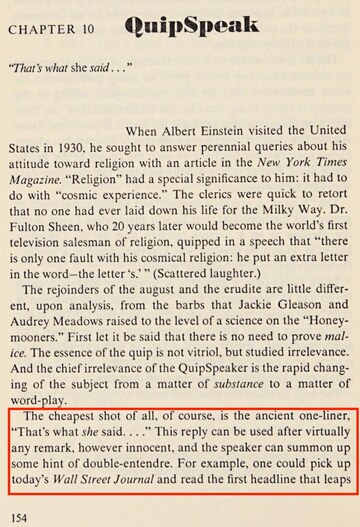 CHAPTER 10 QuipSpeak
"That's what she said . . ."
When Albert Einstein visited the United
States in 1930, he sought to answer perennial queries about his
attitude toward religion with an article in the New York Times
Magazine. "Religion" had a special significance to him: it had to
do with "cosmic experience." The clerics were quick to retort
that no one had ever laid down his life for the Milky Way. Dr.
Fulton Sheen, who 20 years later would become the world's first
television salesman of religion, quipped in a speech that "there
is only one fault with his cosmical religion: he put an extra letter
in the word—the letter 's.' " (Scattered laughter.)
The rejoinders of the august and the erudite are little differ-
ent, upon analysis, from the barbs that Jackie Gleason and
Audrey Meadows raised to the level of a science on the "Honey-
mooners." First let it be said that there is no need to prove mal-
ice. The essence of the quip is not vitriol, but studied irrelevance.
And the chief irrelevance of the QuipSpeaker is the rapid chang-
ing of the subject from a matter of substance to a matter of
word-play.
The cheapest shot of all, of course, is the ancient one-liner,
"That's what she said. . . ." This reply can be used after virtually
any remark, however innocent, and the speaker can summon up
some hint of double-entendre. For example, one could pick up
today's Wall Street Journal and read the first headline that leaps
154